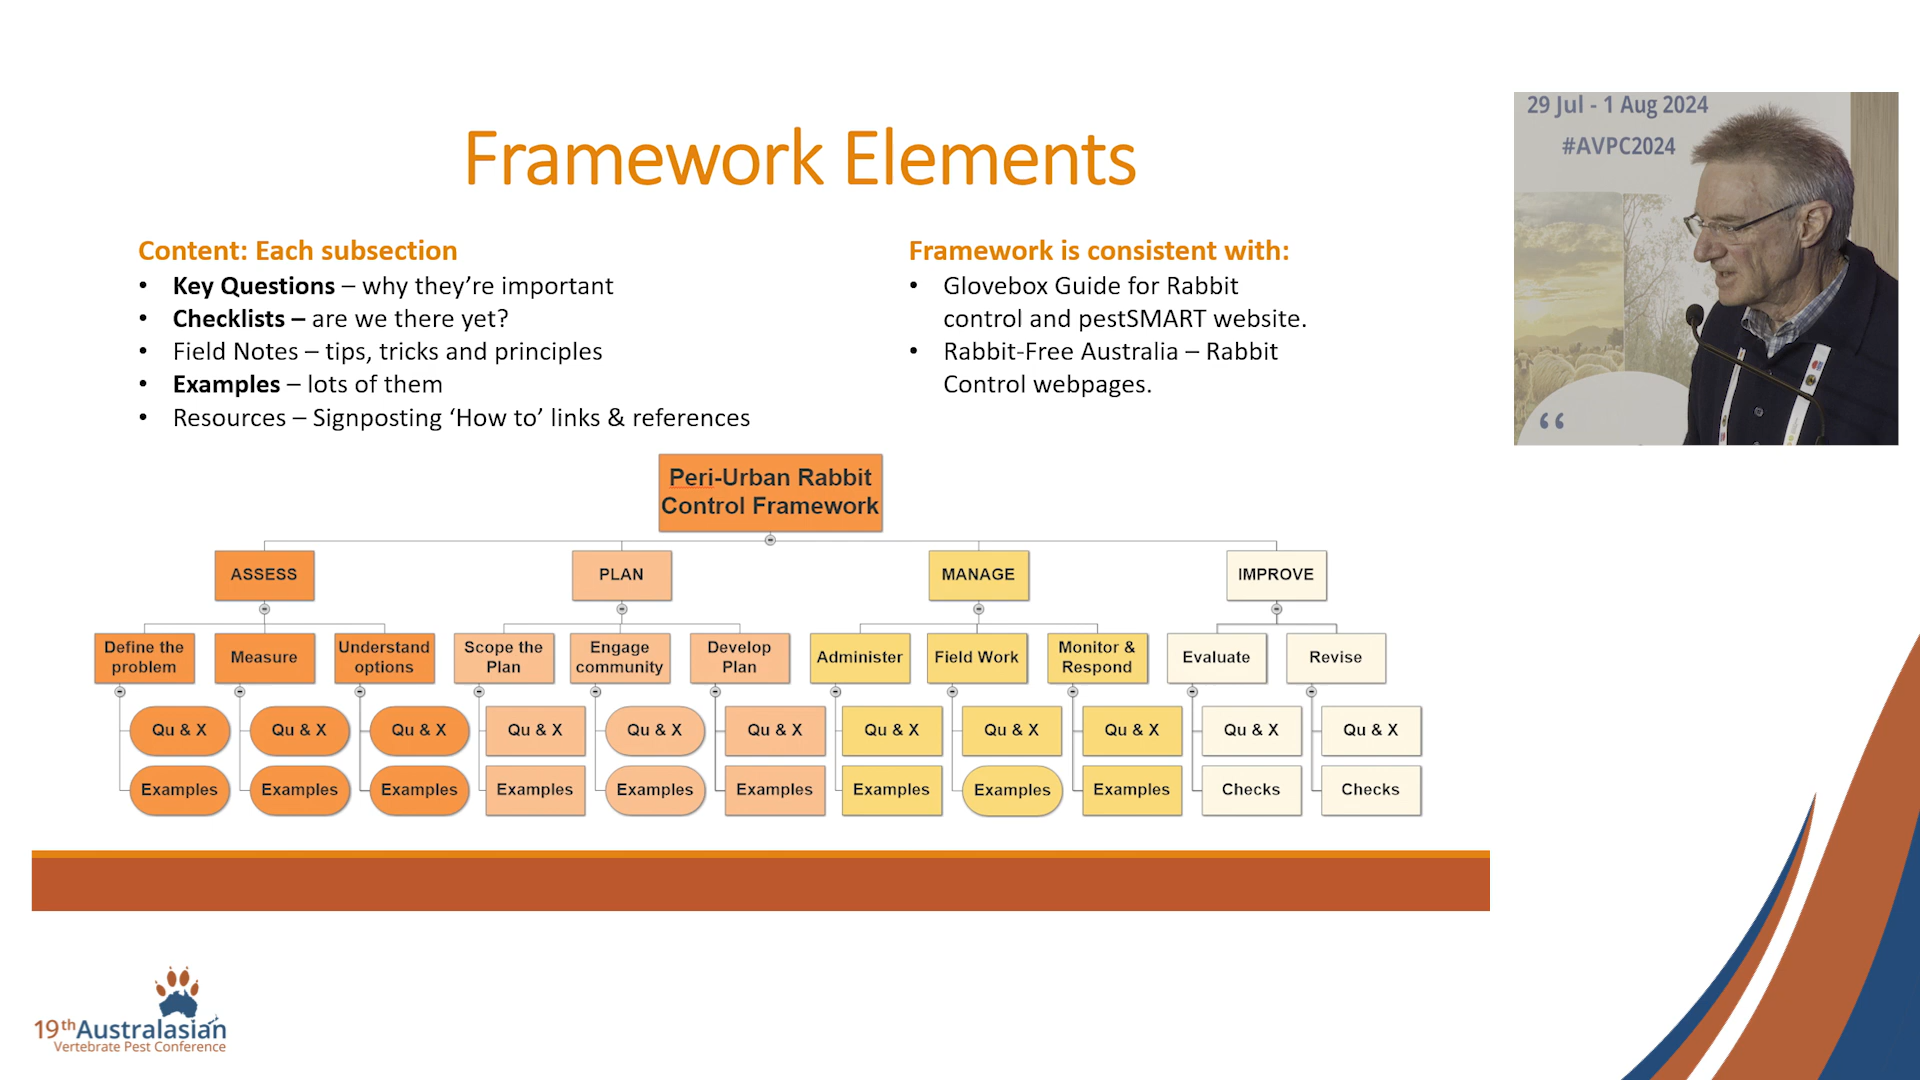 Framework Elements
Content: Each subsection
• Key Questions – why they're important
• Checklists – are we there yet?
• Field Notes – tips, tricks and principles
• Examples – lots of them
• Resources – Signposting 'How to' links & references
Framework is consistent with:
• Glovebox Guide for Rabbit
control and pestSMART website.
• Rabbit-Free Australia – Rabbit
Control webpages.
29 Jul - 1 Aug 2024
#AVPC2024
“
Peri-Urban Rabbit
Control Framework
ASSESS
PLAN
MANAGE
IMPROVE
Define the
problem
Measure
Understand
options
Scope the
Plan
Engage
community
Develop
Plan
Administer
Field Work
Monitor &
Respond
Evaluate
Revise
Qu & X
Qu & X
Qu & X
Qu & X
Qu & X
Qu & X
Qu & X
Qu & X
Qu & X
Qu & X
Qu & X
Examples
Examples
Examples
Examples
Examples
Examples
Examples
Examples
Examples
Checks
Checks
19th Australasian
Vertebrate Pest Conference